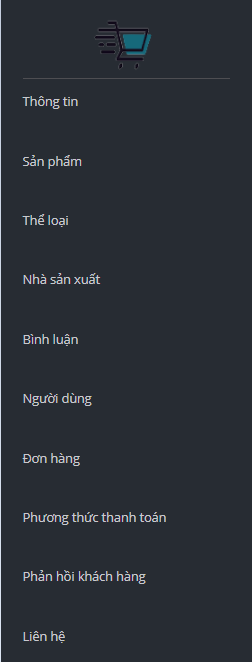 Thông tin
Sản phẩm
Thể loại
Nhà sản xuất
Bình luận
Người dùng
Đơn hàng
Phương thức thanh toán
Phản hồi khách hàng
Liên hệ